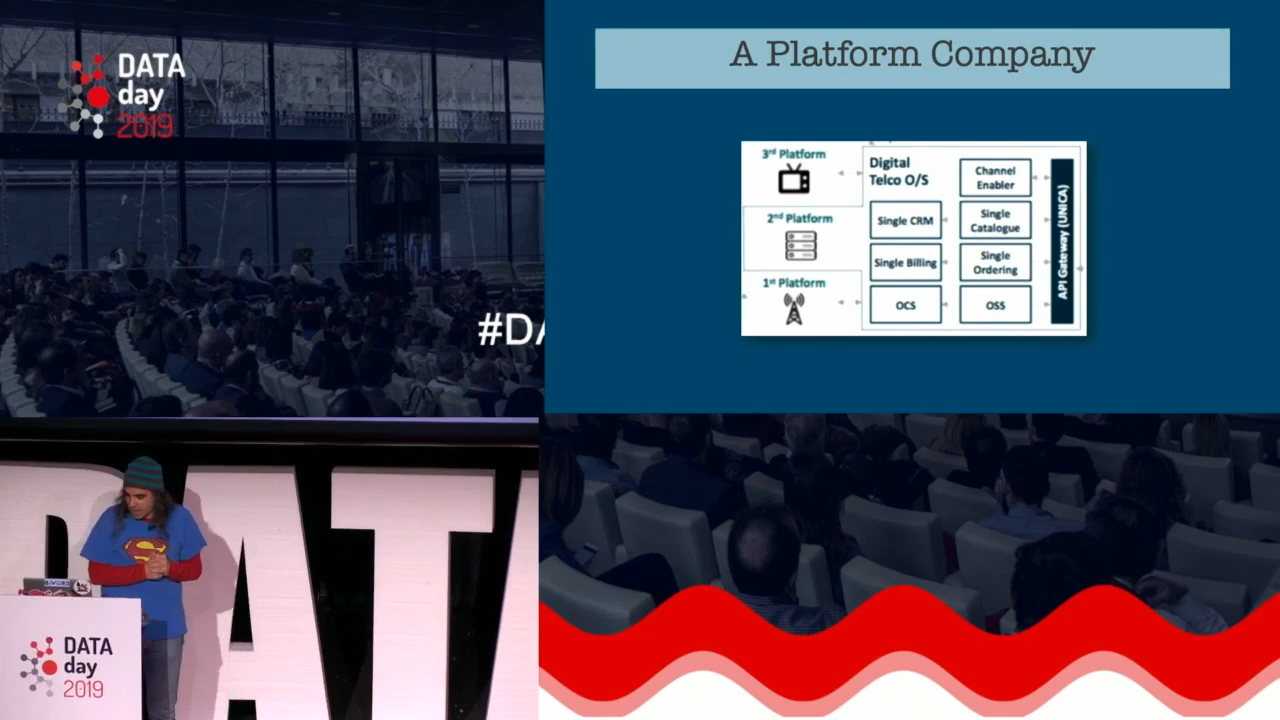 DATA
day
2019
#DA
A Platform Company
3rd Platform
2nd Platform
1st Platform
Digital
Telco O/S
Channel
Enabler
Single CRM
Single
Catalogue
Single Billing
Single
Ordering
OCS
OSS
API Gateway (UNICA)
DAT
DATA
day
2019